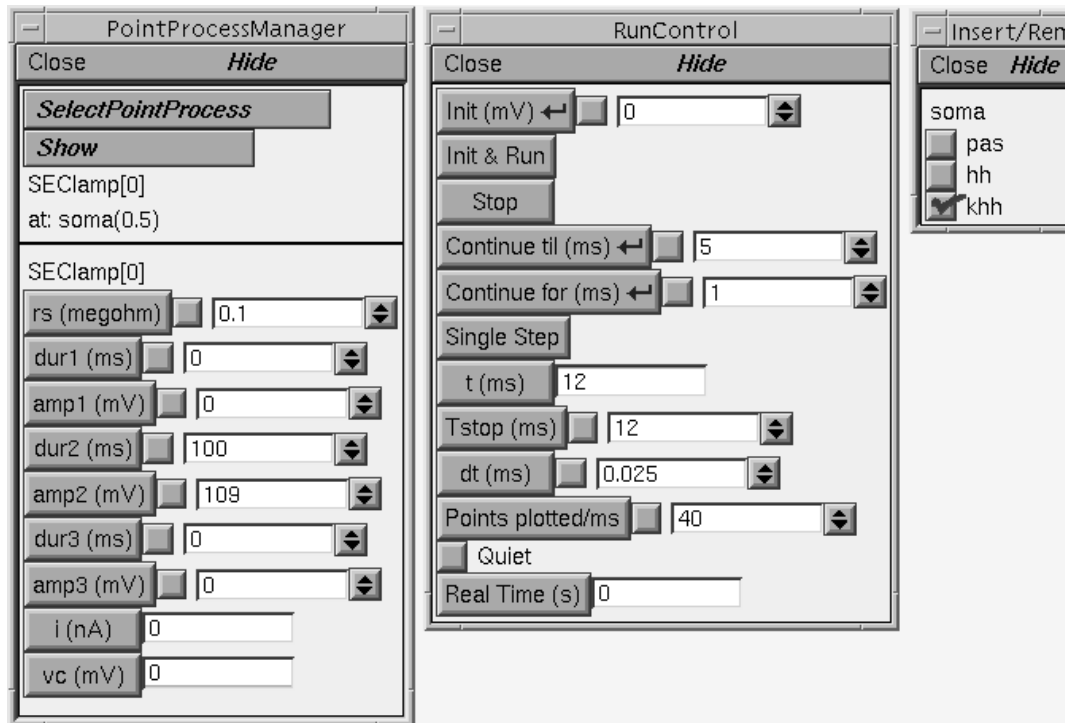 PointProcessManager
Close Hide
SelectPointProcess
Show
SEClamp[0]
at: soma(0.5)
SEClamp[0]
rs (megohm) 0.1
dur1 (ms) 0
amp1 (mV) 0
dur2 (ms) 100
amp2 (mV) 109
dur3 (ms) 0
amp3 (mV) 0
i (nA) 0
vc (mV) 0
RunControl
Close Hide
Init (mV) 0
Init & Run
Stop
Continue til (ms) 5
Continue for (ms) 1
Single Step
t (ms) 12
Tstop (ms) 12
dt (ms) 0.025
Points plotted/ms 40
Quiet
Real Time (s) 0
Insert/Rem
Close Hide
soma
pas
hh
khh